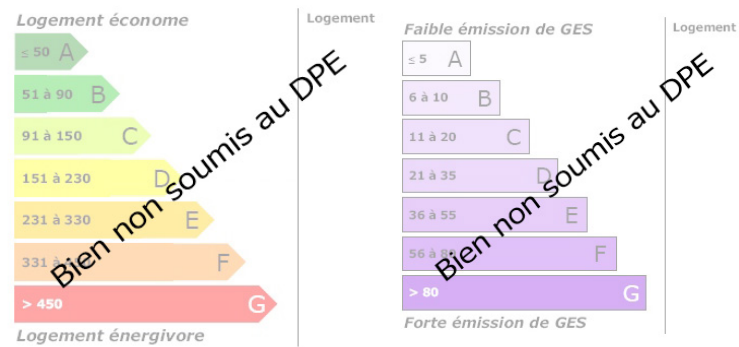 Logement économe
Logement
≤ 50 A
51 à 90 B
91 à 150 C
151 à 230 D
231 à 330 E
331 à F
> 450 G
Logement énergivore
Bien non soumis au DPE
Faible émission de GES
Logement
≤ 5 A
6 à 10 B
11 à 20 C
21 à 35 D
36 à 55 E
56 à 80 F
> 80 G
Forte émission de GES
Bien non soumis au DPE